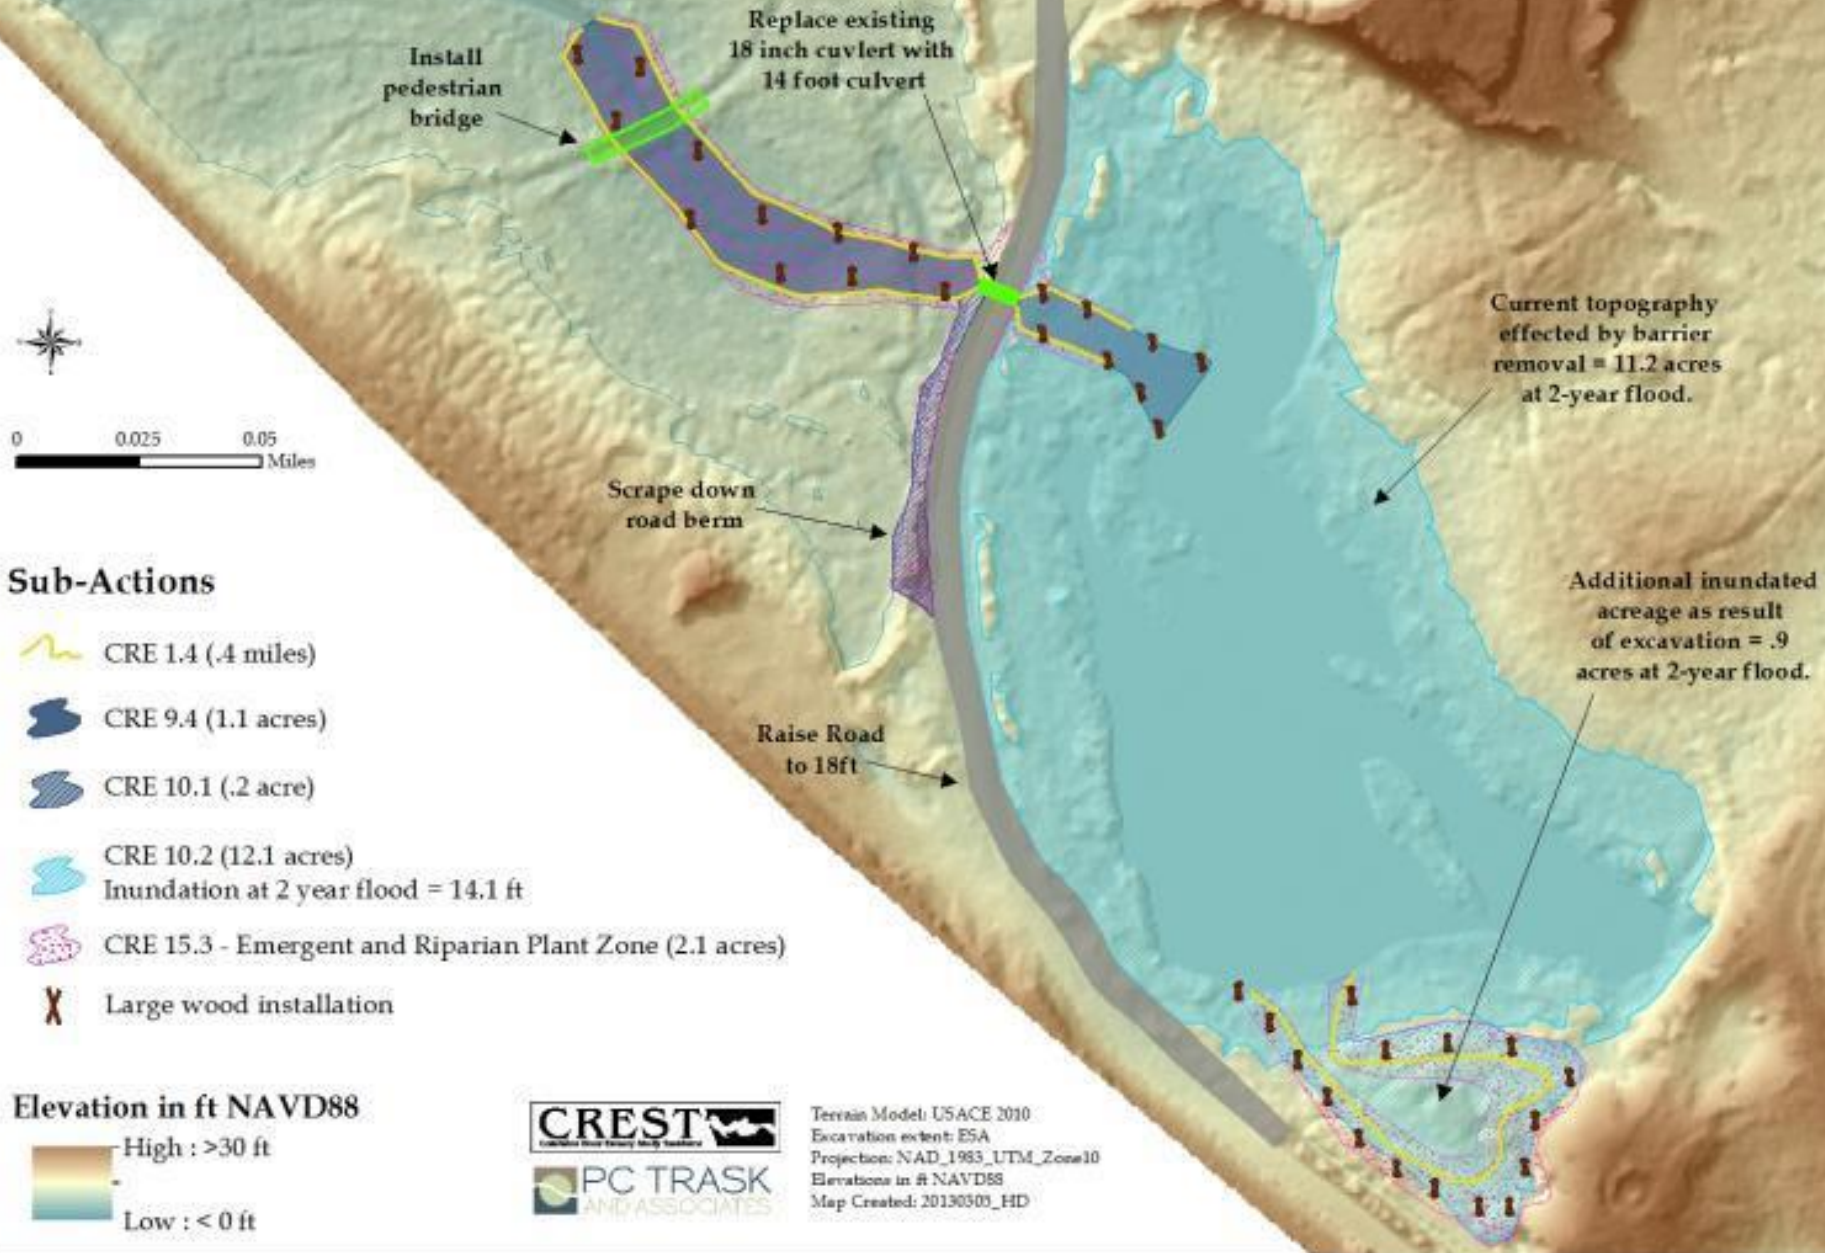 Replace existing
18 inch cuvlert with
14 foot culvert
Install
pedestrian
bridge
Current topography
effected by barrier
removal = 11.2 acres
at 2-year flood.
0 0.025 0.05
Miles
Scrape down
road berm
Additional inundated
acreage as result
of excavation = .9
acres at 2-year flood.
Raise Road
to 18ft
Sub-Actions
CRE 1.4 (.4 miles)
CRE 9.4 (1.1 acres)
CRE 10.1 (.2 acre)
CRE 10.2 (12.1 acres)
Inundation at 2 year flood = 14.1 ft
CRE 15.3 - Emergent and Riparian Plant Zone (2.1 acres)
Large wood installation
Elevation in ft NAVD88
High : >30 ft
Low : < 0 ft
CREST
PC TRASK
AND ASSOCIATES
Terrain Model: USACE 2010
Excavation extent: ESA
Projection: NAD_1983_UTM_Zone10
Elevations in ft NAVD88
Map Created: 20130305_HD